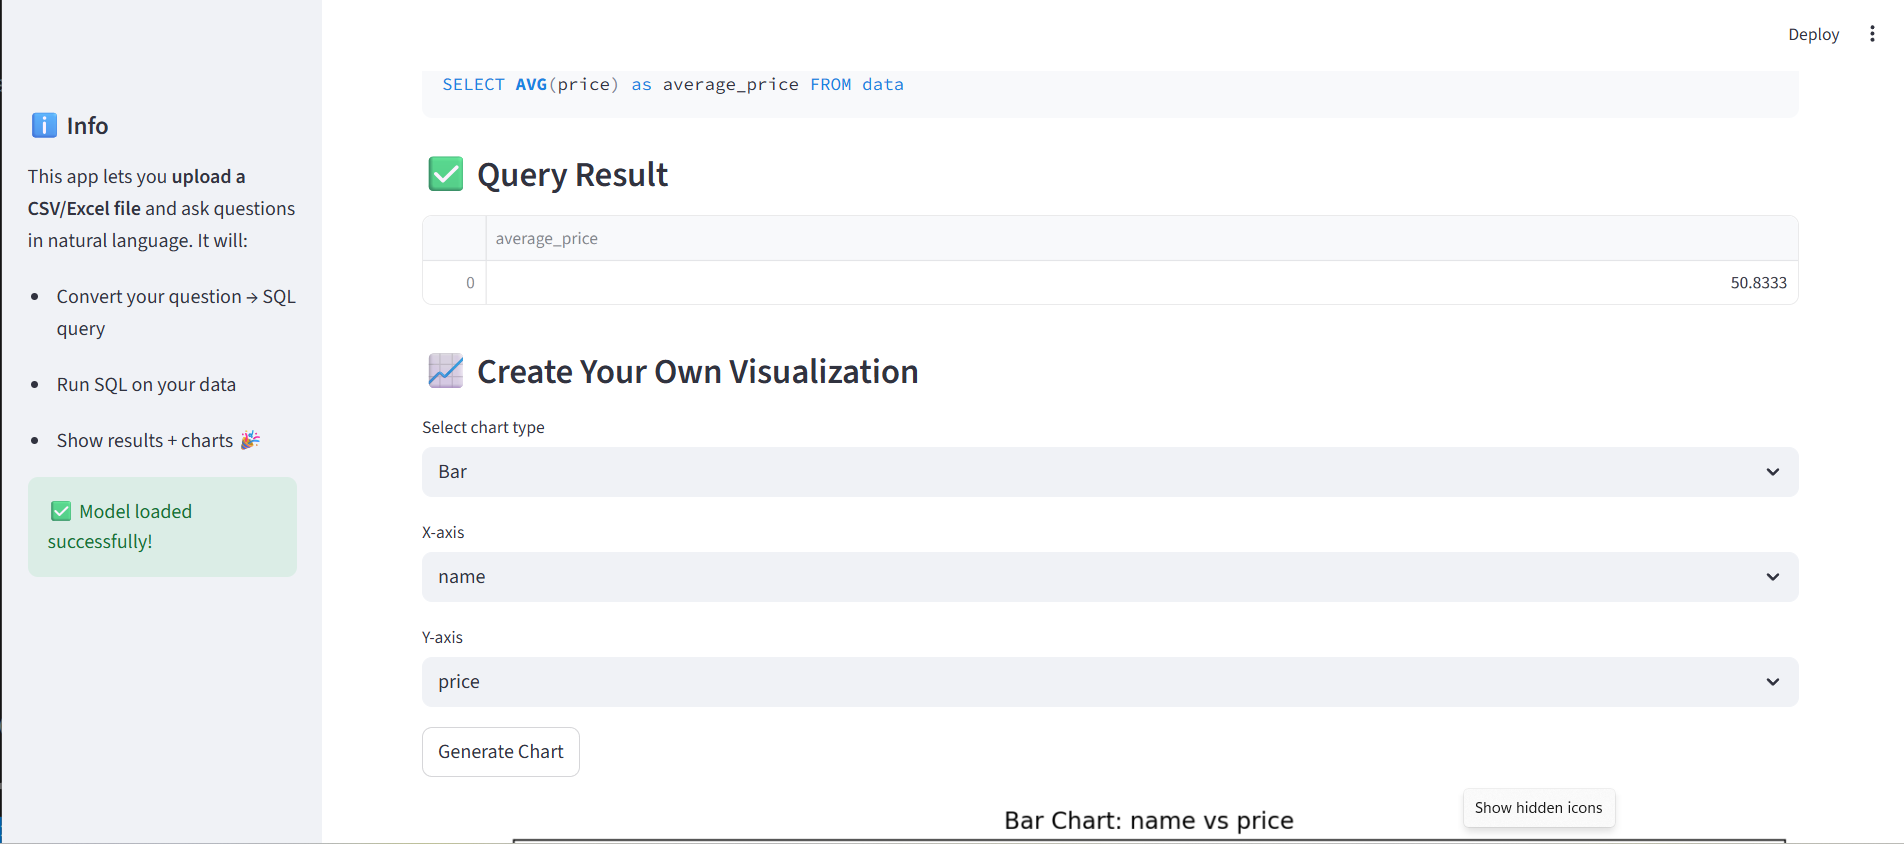 Deploy
SELECT AVG(price) as average_price FROM data
Info
This app lets you upload a
CSV/Excel file and ask questions
in natural language. It will:
Convert your question → SQL
query
Run SQL on your data
Show results + charts 🎉
✅ Model loaded
successfully!
✅ Query Result
average_price
0 50.8333
📈 Create Your Own Visualization
Select chart type
Bar
X-axis
name
Y-axis
price
Generate Chart
Show hidden icons
Bar Chart: name vs price